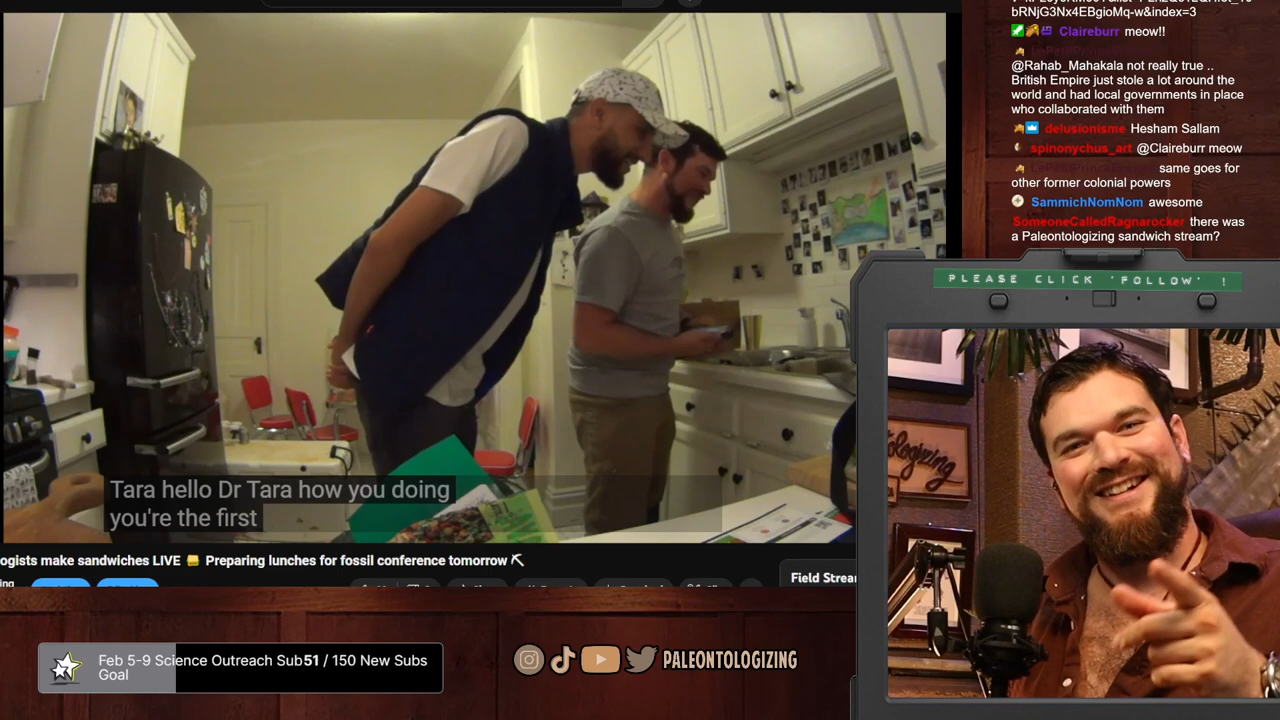 bRNjG3Nx4EBgioMq-w&index=3
Claireburr meow!!
@Rahab_Mahakala not really true ..
British Empire just stole a lot around the
world and had local governments in place
who collaborated with them
delusionisme Hesham Sallam
spinonychus_art @Claireburr meow
same goes for
other former colonial powers
SammichNomNom awesome
SomeoneCalledRagnarocker there was
a Paleontologizing sandwich stream?
PLEASE CLICK 'FOLLOW' !
ologizing
Tara hello Dr Tara how you doing
you're the first
ogists make sandwiches LIVE 🥪 Preparing lunches for fossil conference tomorrow ⛏
Field Strea
Feb 5-9 Science Outreach Sub 51 / 150 New Subs
Goal
PALEONTOLOGIZING